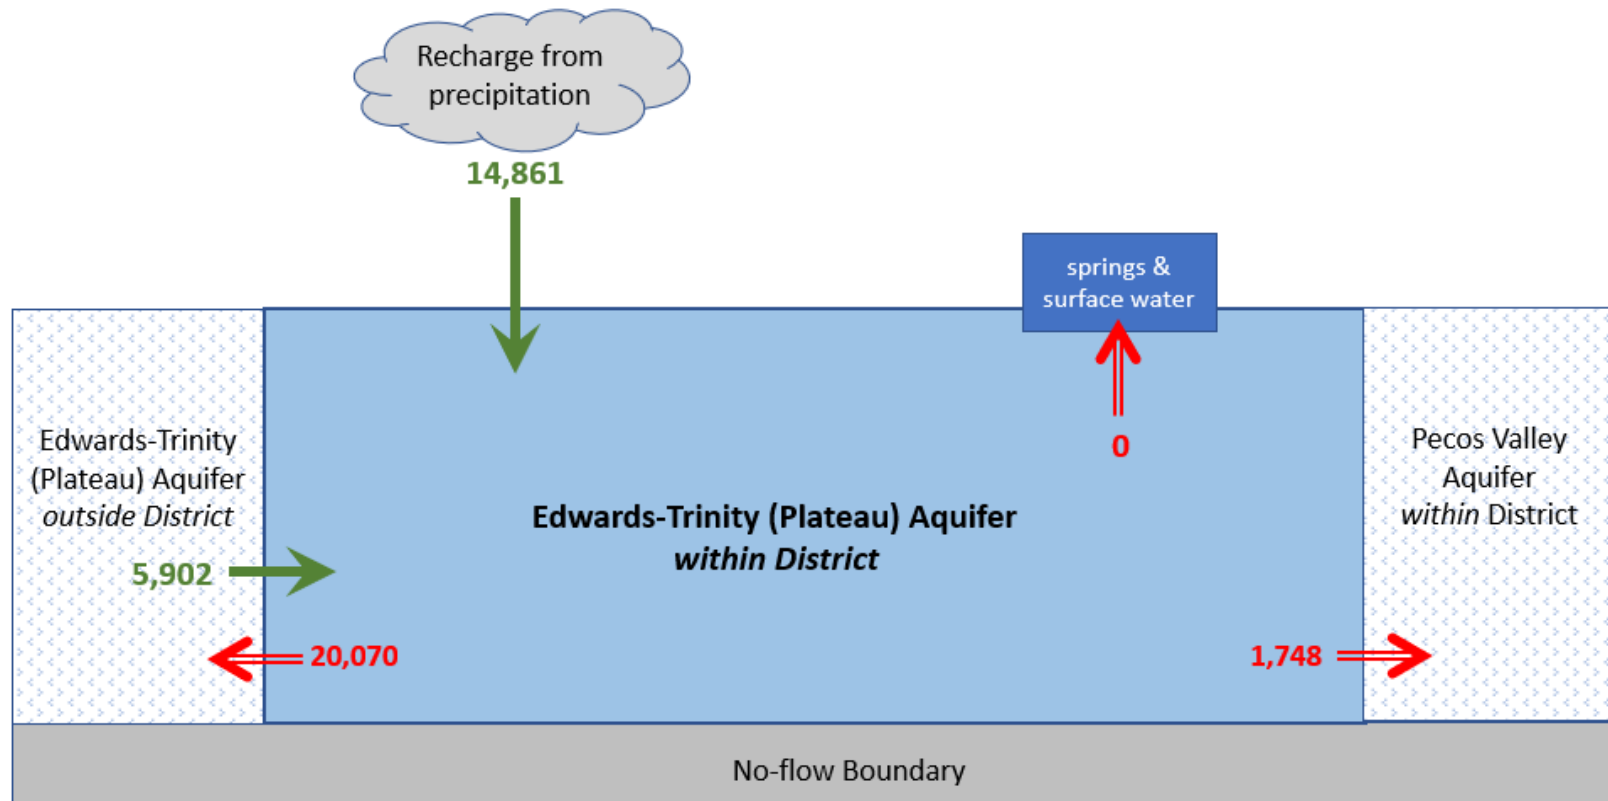 Recharge from
precipitation
14,861
springs &
surface water
0
Edwards-Trinity
(Plateau) Aquifer
outside District
5,902
20,070
Edwards-Trinity (Plateau) Aquifer
within District
1,748
Pecos Valley
Aquifer
within District
No-flow Boundary